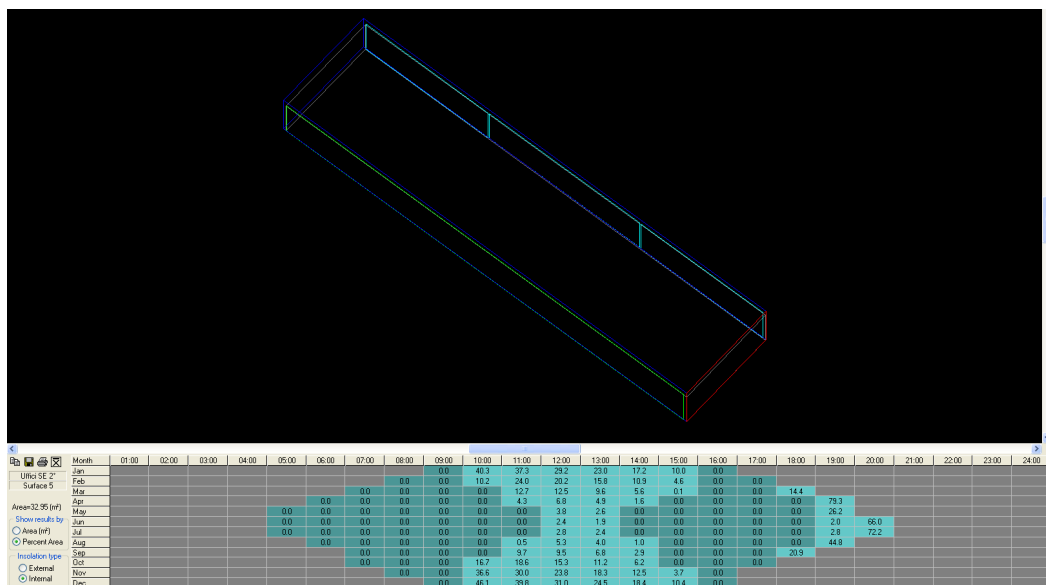 Month 01:00 02:00 03:00 04:00 05:00 06:00 07:00 08:00 09:00 10:00 11:00 12:00 13:00 14:00 15:00 16:00 17:00 18:00 19:00 20:00 21:00 22:00 23:00 24:00
Uffici SE 2°
Surface 5
Area=32.95 (m²)
Show results by
Area (m²)
Percent Area
Insolation type
External
Internal
Jan 0.0 40.3 37.3 29.2 23.0 17.2 10.0 0.0
Feb 0.0 0.0 10.2 24.0 20.2 15.8 10.9 4.6 0.0 0.0
Mar 0.0 0.0 0.0 0.0 12.7 12.5 9.6 5.6 0.1 0.0 0.0 14.4
Apr 0.0 0.0 0.0 0.0 0.0 4.3 6.8 4.9 1.6 0.0 0.0 0.0 0.0 79.3
May 0.0 0.0 0.0 0.0 0.0 0.0 0.0 3.8 2.6 0.0 0.0 0.0 0.0 0.0 26.2
Jun 0.0 0.0 0.0 0.0 0.0 0.0 0.0 2.4 1.9 0.0 0.0 0.0 0.0 0.0 2.0 66.0
Jul 0.0 0.0 0.0 0.0 0.0 0.0 0.0 2.8 2.4 0.0 0.0 0.0 0.0 0.0 2.8 72.2
Aug 0.0 0.0 0.0 0.0 0.0 0.5 5.3 4.0 1.0 0.0 0.0 0.0 0.0 44.8
Sep 0.0 0.0 0.0 0.0 9.7 9.5 6.8 2.9 0.0 0.0 0.0 20.9
Oct 0.0 0.0 0.0 16.7 18.6 15.3 11.2 6.2 0.0 0.0 0.0
Nov 0.0 0.0 36.6 30.0 23.8 18.3 12.5 3.7 0.0
Dec 0.0 46.1 39.8 31.0 24.5 18.4 10.4 0.0